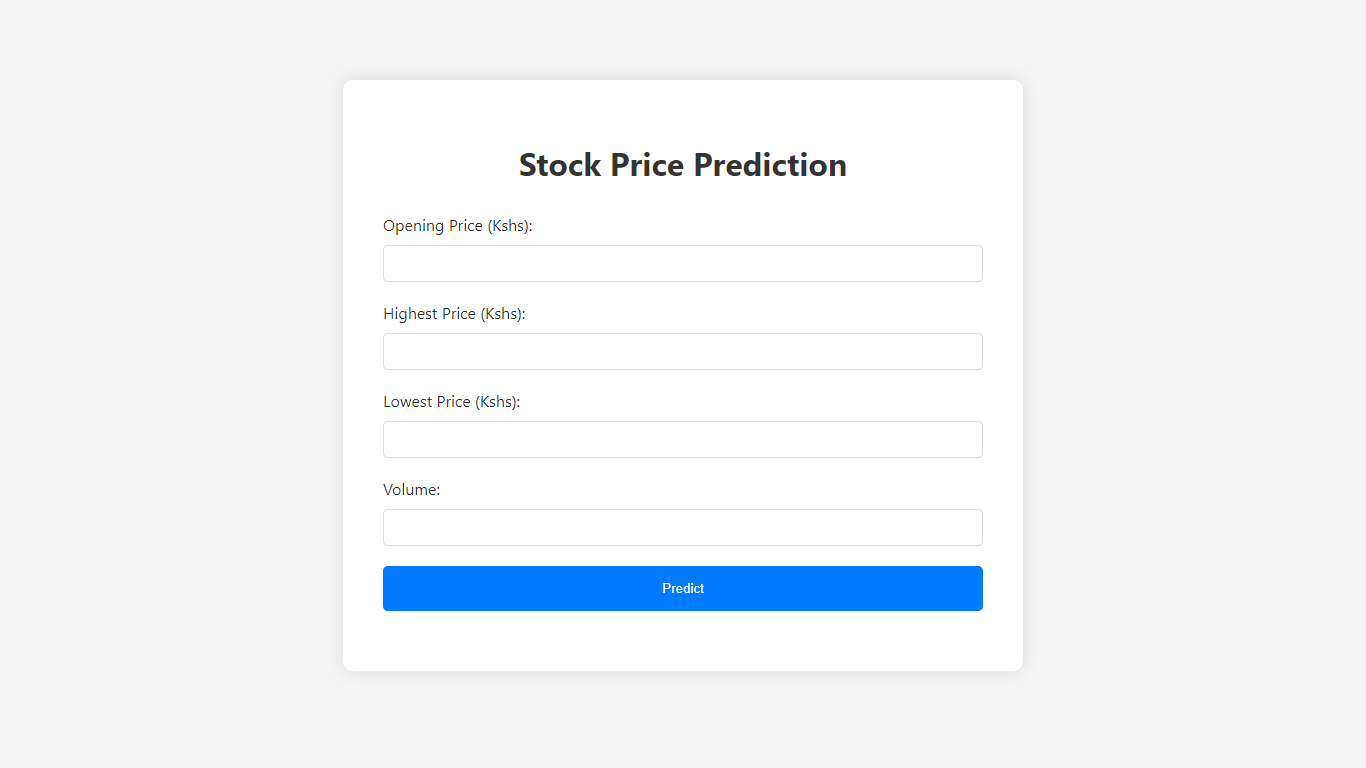 Stock Price Prediction
Opening Price (Kshs):
Highest Price (Kshs):
Lowest Price (Kshs):
Volume:
Predict